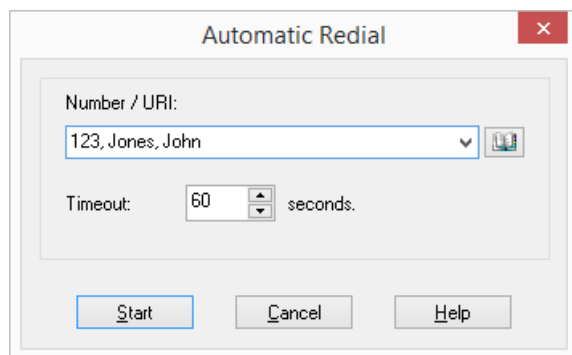 Automatic Redial
Number / URI:
123, Jones, John
Timeout: 60 seconds.
Start Cancel Help